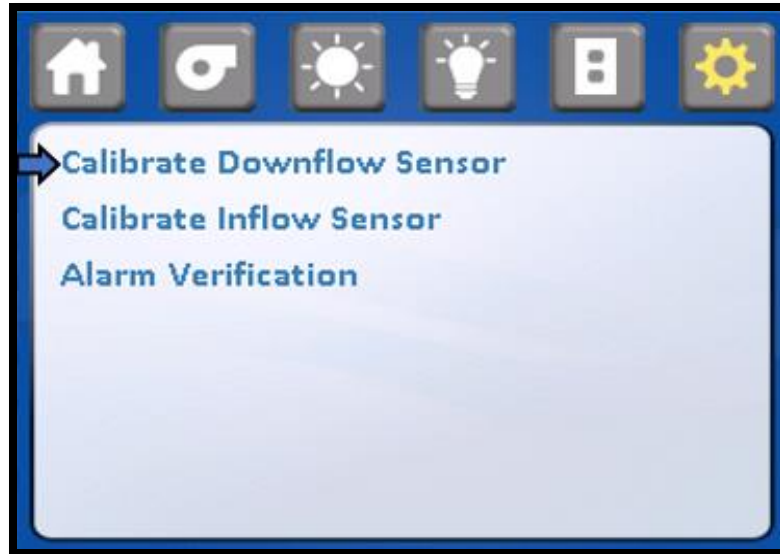 Calibrate Downflow Sensor
Calibrate Inflow Sensor
Alarm Verification